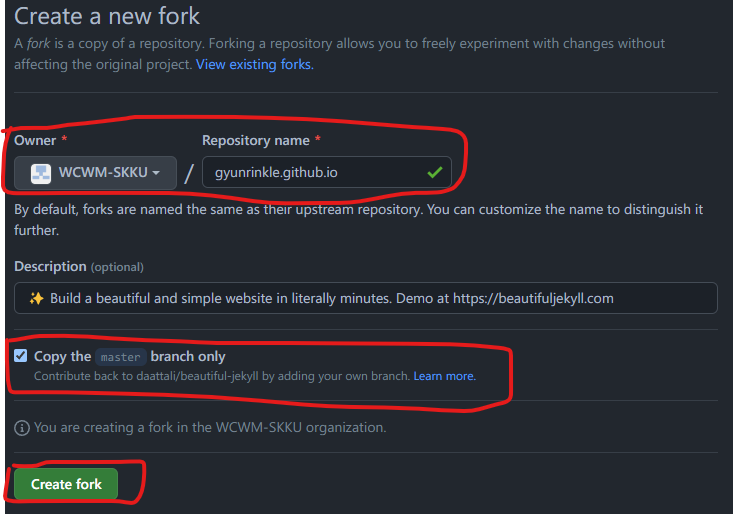 Create a new fork
A fork is a copy of a repository. Forking a repository allows you to freely experiment with changes without
affecting the original project. View existing forks.
Owner * Repository name *
WCWM-SKKU / gyunrinkle.github.io
By default, forks are named the same as their upstream repository. You can customize the name to distinguish it
further.
Description (optional)
✨ Build a beautiful and simple website in literally minutes. Demo at https://beautifuljekyll.com
Copy the master branch only
Contribute back to daattali/beautiful-jekyll by adding your own branch. Learn more.
You are creating a fork in the WCWM-SKKU organization.
Create fork